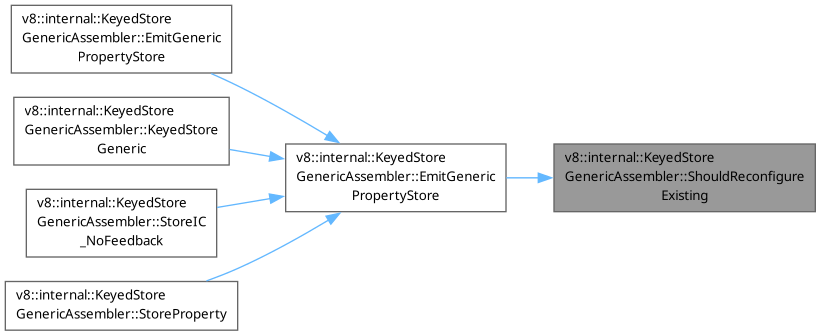 v8::internal::KeyedStore
GenericAssembler::EmitGeneric
PropertyStore
v8::internal::KeyedStore
GenericAssembler::KeyedStore
Generic
v8::internal::KeyedStore
GenericAssembler::StoreIC
_NoFeedback
v8::internal::KeyedStore
GenericAssembler::StoreProperty
v8::internal::KeyedStore
GenericAssembler::EmitGeneric
PropertyStore
v8::internal::KeyedStore
GenericAssembler::ShouldReconfigure
Existing